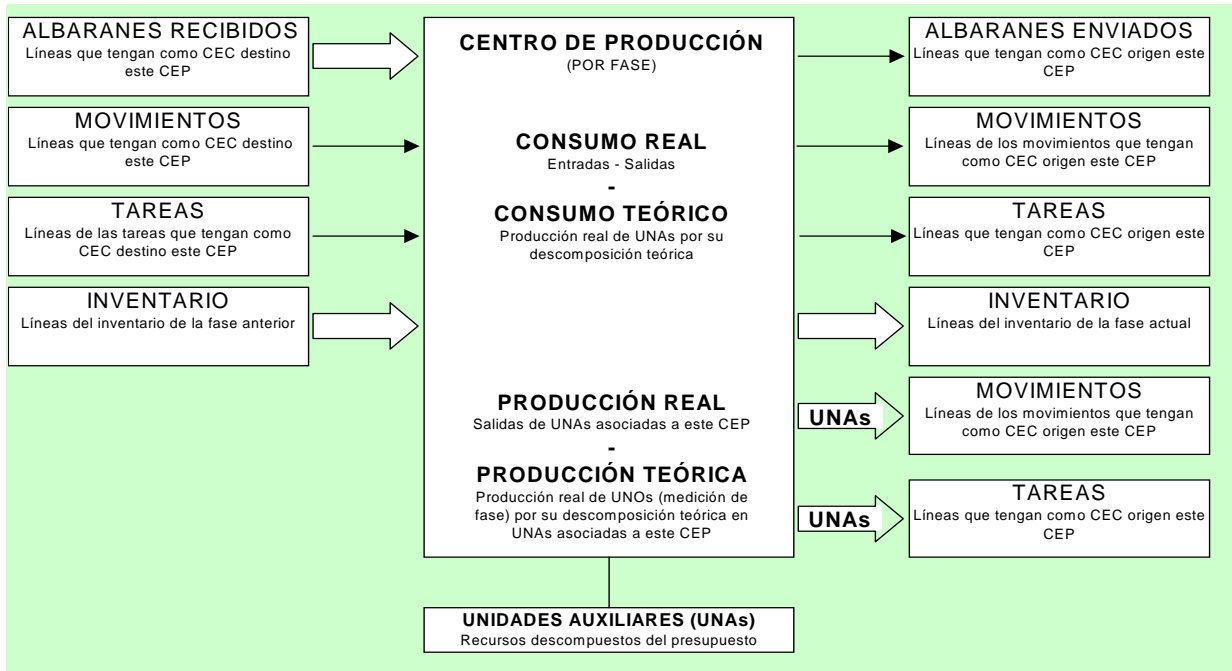 ALBARANES RECIBIDOS
Líneas que tengan como CEC destino
este CEP
MOVIMIENTOS
Líneas que tengan como CEC destino
este CEP
TAREAS
Líneas de las tareas que tengan como
CEC destino este CEP
INVENTARIO
Líneas del inventario de la fase anterior
CENTRO DE PRODUCCIÓN
(POR FASE)
CONSUMO REAL
Entradas - Salidas
-
CONSUMO TEÓRICO
Producción real de UNAs por su
descomposición teórica
PRODUCCIÓN REAL
Salidas de UNAs asociadas a este CEP
-
PRODUCCIÓN TEÓRICA
Producción real de UNOs (medición de
fase) por su descomposición teórica en
UNAs asociadas a este CEP
UNIDADES AUXILIARES (UNAs)
Recursos descompuestos del presupuesto
ALBARANES ENVIADOS
Líneas que tengan como CEC origen este
CEP
MOVIMIENTOS
Líneas de los movimientos que tengan
como CEC origen este CEP
TAREAS
Líneas que tengan como CEC origen este
CEP
INVENTARIO
Líneas del inventario de la fase actual
UNAs
MOVIMIENTOS
Líneas de los movimientos que tengan
como CEC origen este CEP
UNAs
TAREAS
Líneas que tengan como CEC origen este
CEP